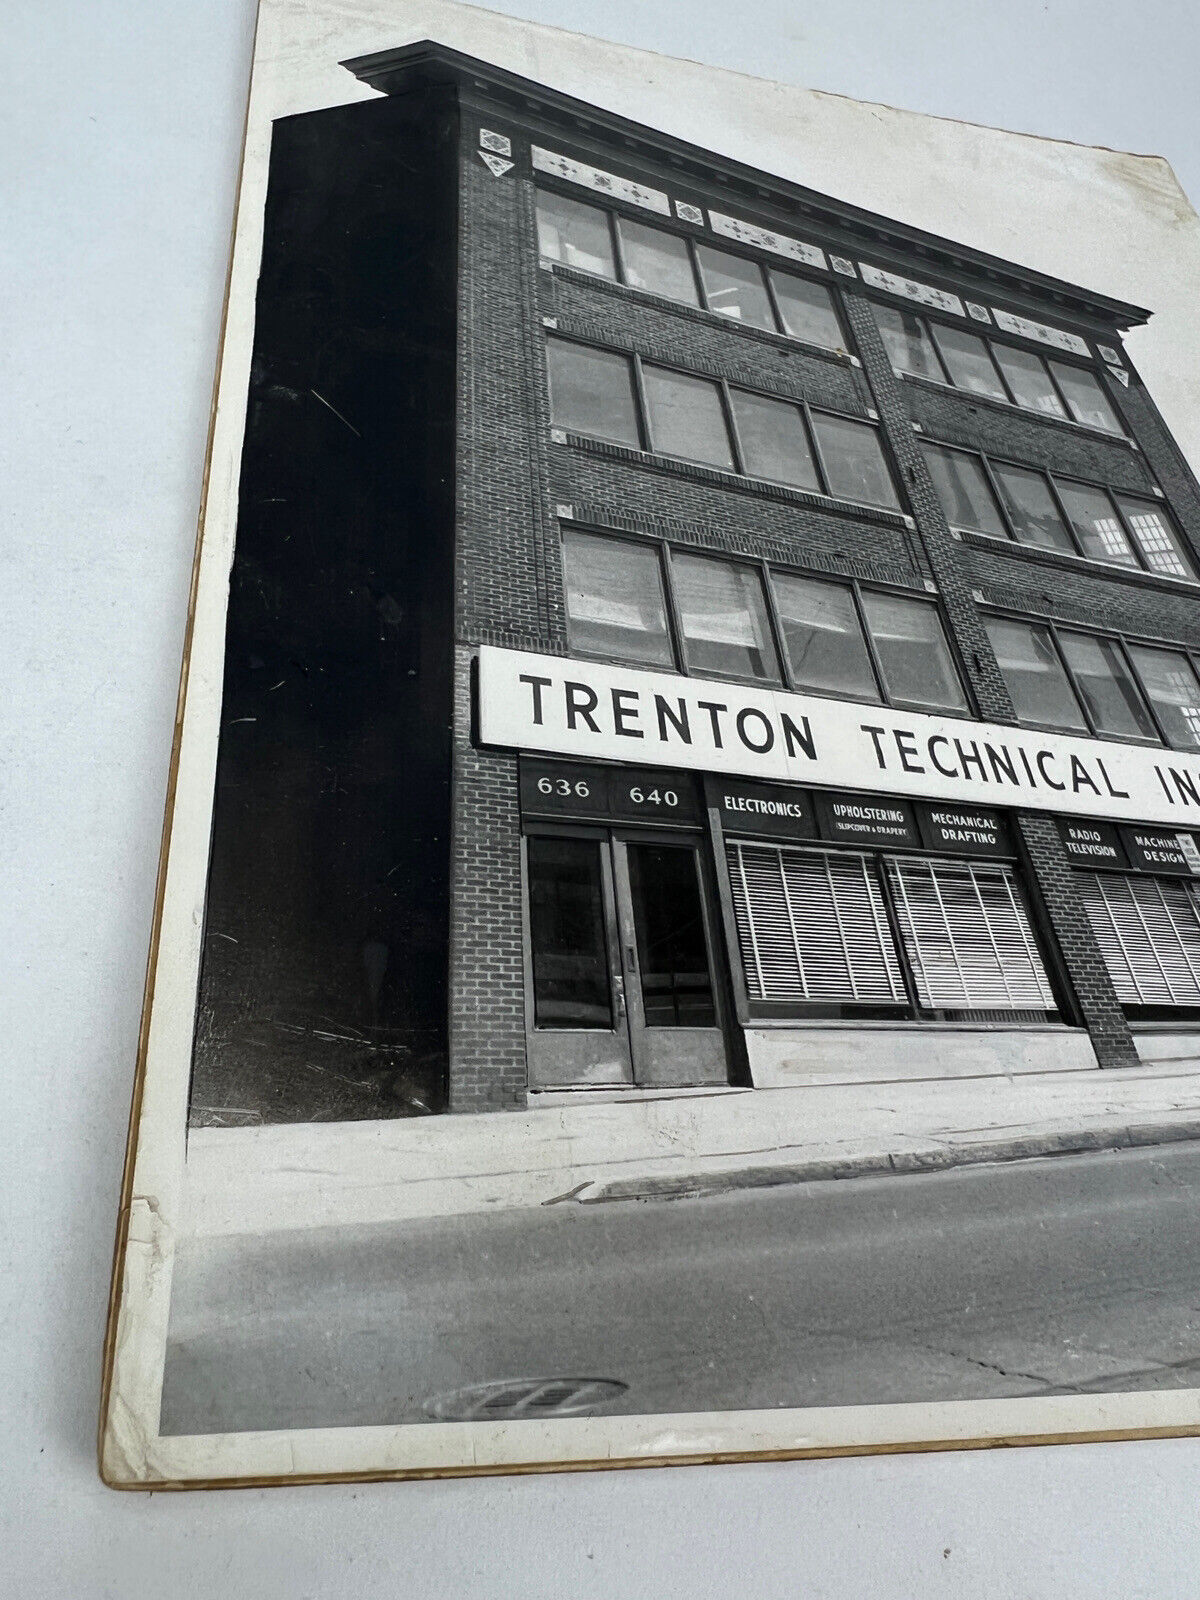 TRENTON TECHNICAL IN
636 640
ELECTRONICS
UPHOLSTERING
(SLIPCOVER & DRAPERY)
MECHANICAL
DRAFTING
RADIO
TELEVISION
MACHINE
DESIGN